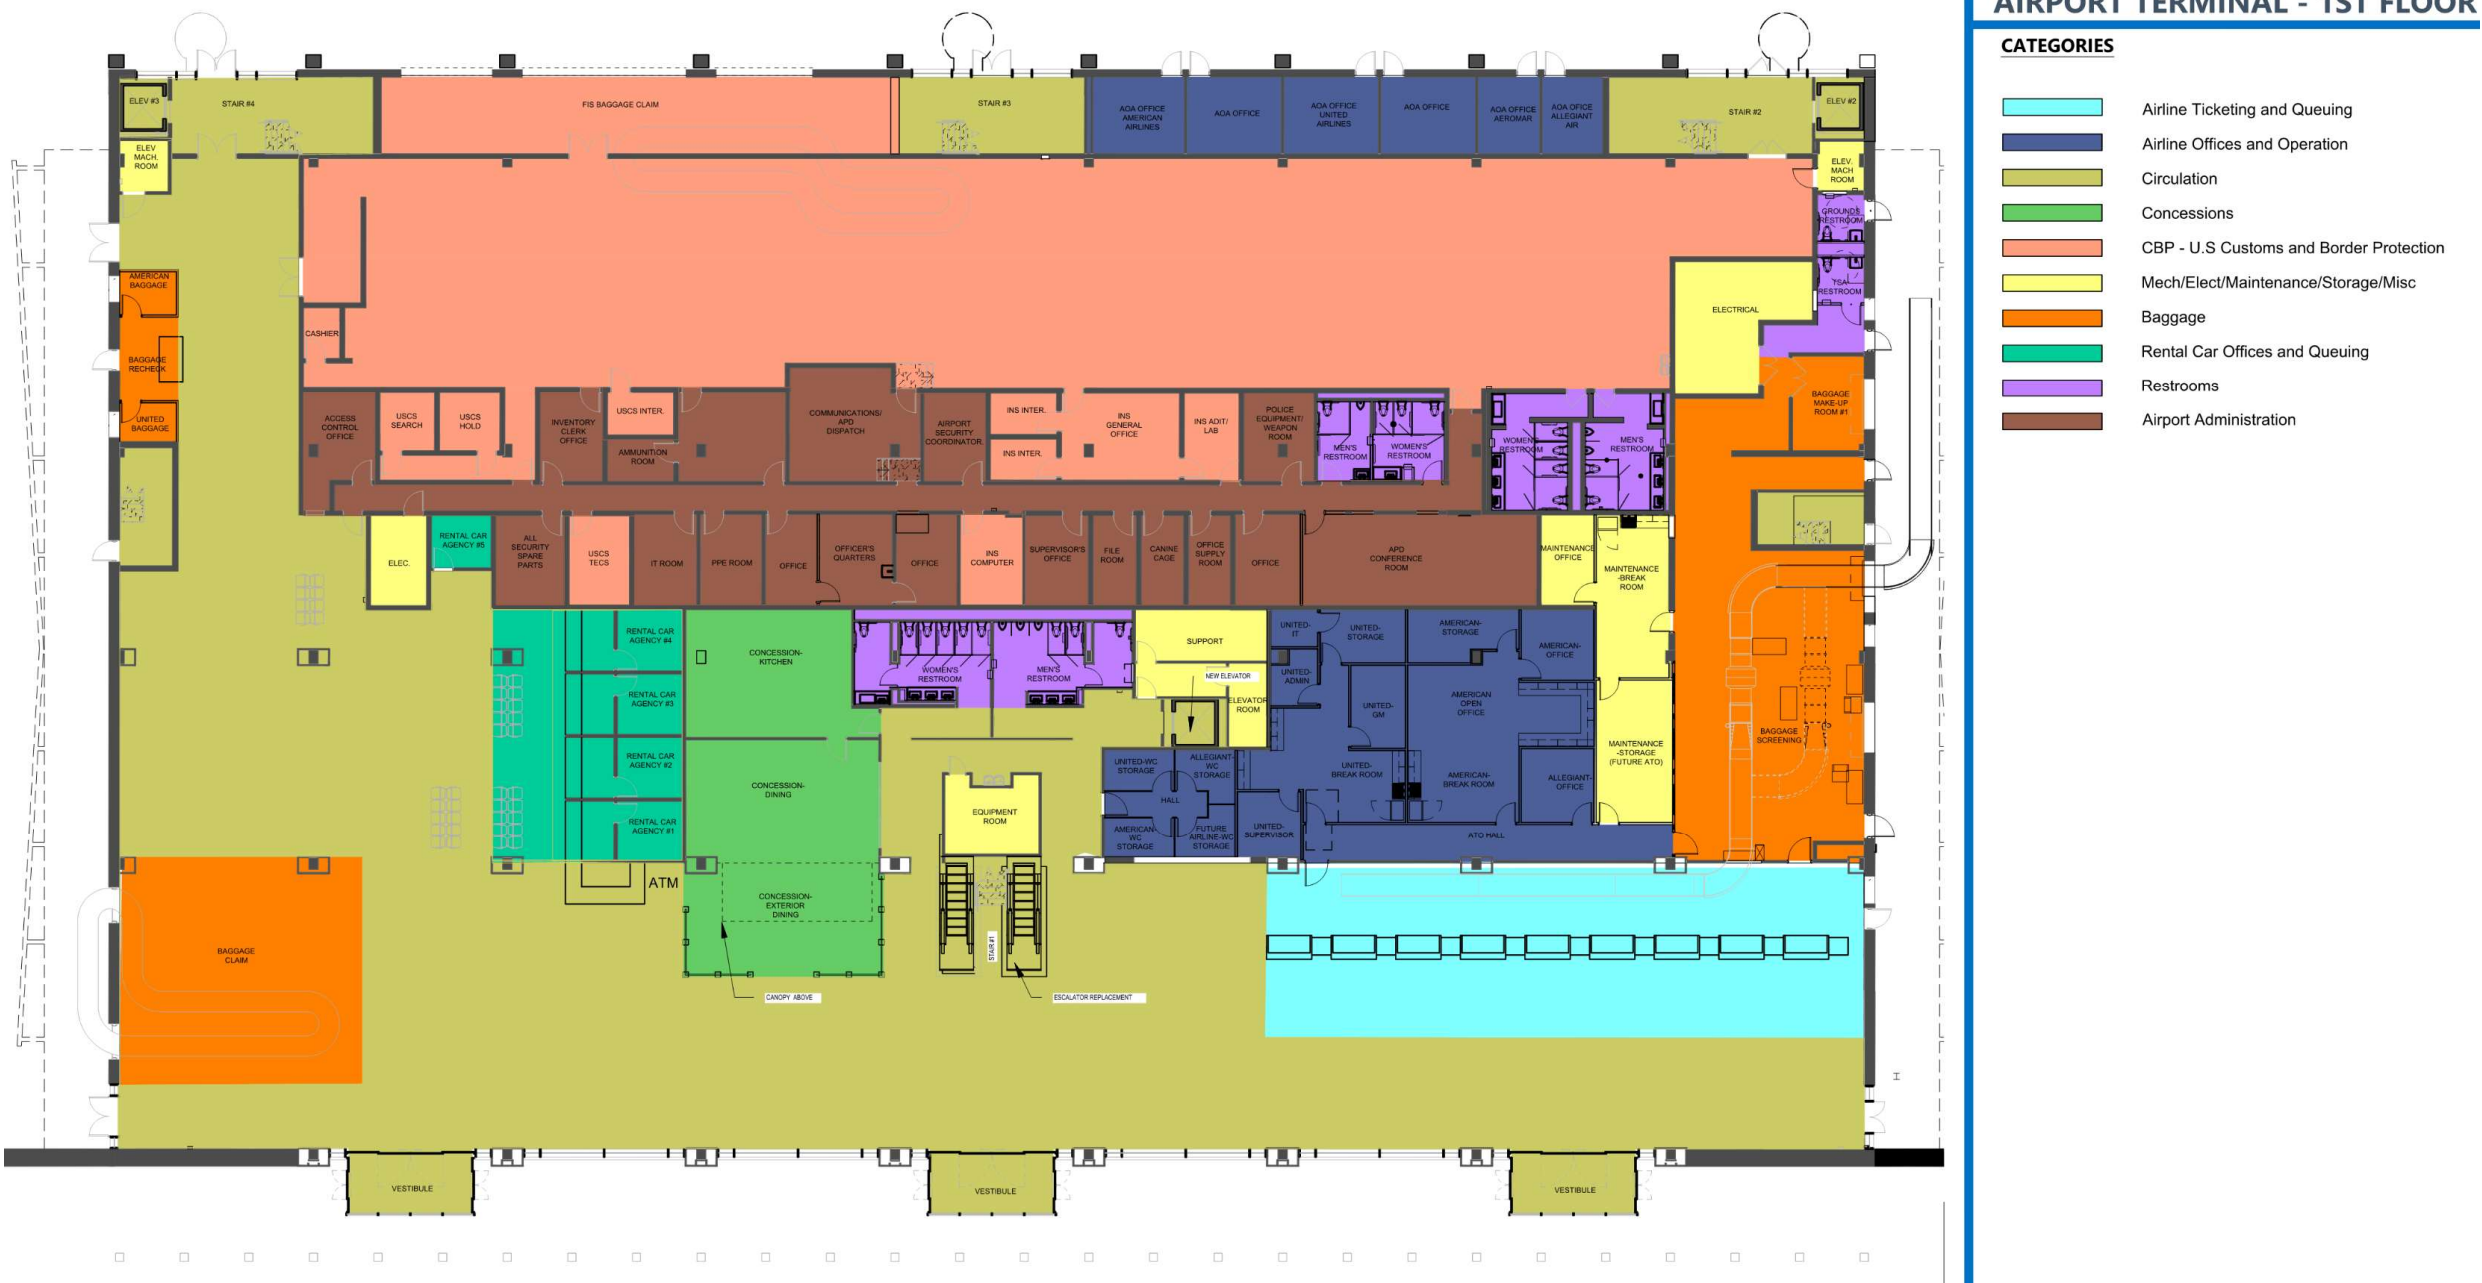 AIRPORT TERMINAL - 1ST FLOOR
CATEGORIES
Airline Ticketing and Queuing
Airline Offices and Operation
Circulation
Concessions
CBP - U.S Customs and Border Protection
Mech/Elect/Maintenance/Storage/Misc
Baggage
Rental Car Offices and Queuing
Restrooms
Airport Administration
ELEV #3
STAIR #4
FIS BAGGAGE CLAIM
STAIR #3
AOA OFFICE
AMERICAN
AIRLINES
AOA OFFICE
AOA OFFICE
UNITED
AIRLINES
AOA OFFICE
AOA OFFICE
AEROMAR
AOA OFICE
ALLEGIANT
AIR
STAIR #2
ELEV #2
ELEV
MACH.
ROOM
ELEV.
MACH
ROOM
GROUNDS
RESTROOM
TSA-
RESTROOM
AMERICAN
BAGGAGE
BAGGAGE
RECHECK
UNITED
BAGGAGE
CASHIER
ELECTRICAL
BAGGAGE
MAKE-UP
ROOM #1
ACCESS
CONTROL
OFFICE
USCS
SEARCH
USCS
HOLD
INVENTORY
CLERK
OFFICE
USCS INTER.
AMMUNITION
ROOM
COMMUNICATIONS/
APD
DISPATCH
AIRPORT
SECURITY
COORDINATOR
INS INTER.
INS INTER.
INS
GENERAL
OFFICE
INS ADIT/
LAB
POLICE
EQUIPMENT/
WEAPON
ROOM
MEN'S
RESTROOM
WOMEN'S
RESTROOM
WOMEN'S
RESTROOM
MEN'S
RESTROOM
ELEC.
RENTAL CAR
AGENCY #5
ALL
SECURITY
SPARE
PARTS
USCS
TECS
IT ROOM
PPE ROOM
OFFICE
OFFICER'S
QUARTERS
OFFICE
INS
COMPUTER
SUPERVISOR'S
OFFICE
FILE
ROOM
CANINE
CAGE
OFFICE
SUPPLY
ROOM
OFFICE
APD
CONFERENCE
ROOM
MAINTENANCE
OFFICE
MAINTENANCE
-BREAK
ROOM
RENTAL CAR
AGENCY #4
RENTAL CAR
AGENCY #3
RENTAL CAR
AGENCY #2
RENTAL CAR
AGENCY #1
ATM
CONCESSION-
KITCHEN
CONCESSION-
DINING
CONCESSION-
EXTERIOR
DINING
CANOPY ABOVE
WOMEN'S
RESTROOM
MEN'S
RESTROOM
SUPPORT
NEW ELEVATOR
ELEVATOR
ROOM
EQUIPMENT
ROOM
STAIR #1
ESCALATOR REPLACEMENT
UNITED-
IT
UNITED-
STORAGE
AMERICAN-
STORAGE
AMERICAN-
OFFICE
UNITED-
ADMIN
UNITED-
GM
AMERICAN
OPEN
OFFICE
UNITED-WC
STORAGE
ALLEGIANT-
WC
STORAGE
HALL
AMERICAN-
WC
STORAGE
FUTURE
AIRLINE-WC
STORAGE
UNITED-
SUPERVISOR
UNITED-
BREAK ROOM
AMERICAN-
BREAK ROOM
ALLEGIANT-
OFFICE
ATO HALL
MAINTENANCE
-STORAGE
(FUTURE ATO)
BAGGAGE
SCREENING
BAGGAGE
CLAIM
VESTIBULE
VESTIBULE
VESTIBULE